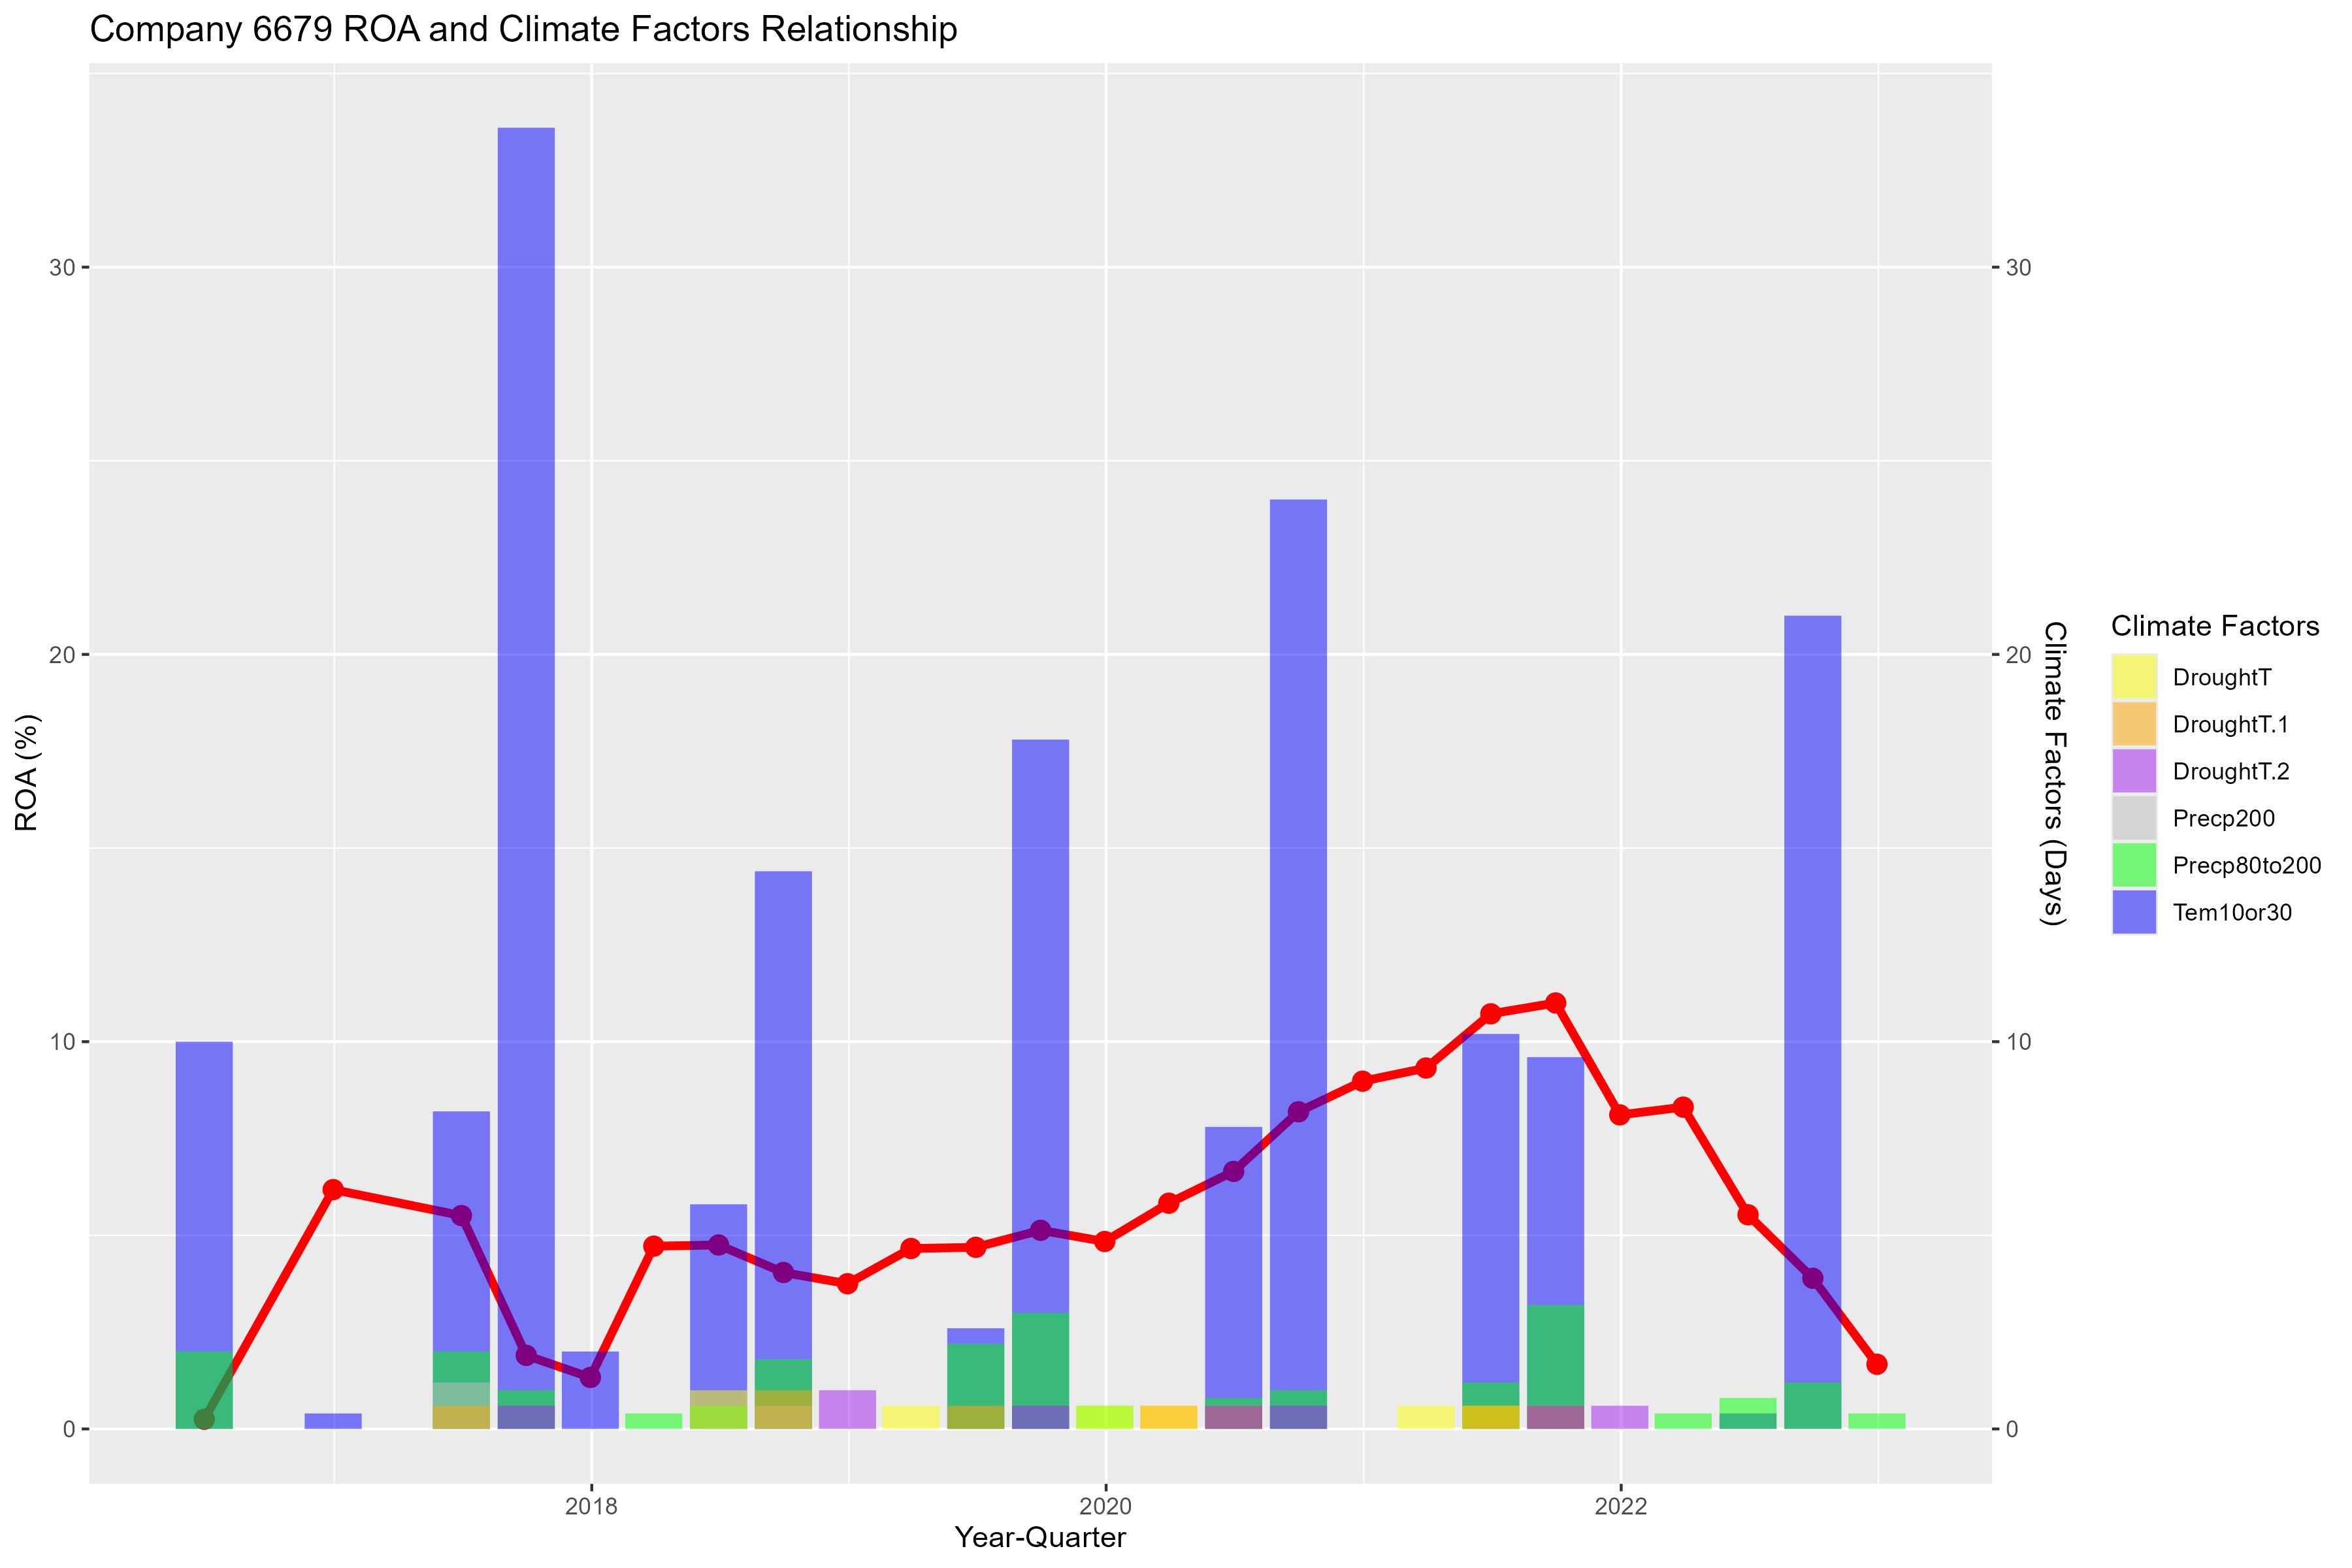 Company 6679 ROA and Climate Factors Relationship
30
20
10
0
ROA (%)
30
20
10
0
Climate Factors (Days)
2018
2020
2022
Year-Quarter
Climate Factors
DroughtT
DroughtT.1
DroughtT.2
Precp200
Precp80to200
Tem10or30